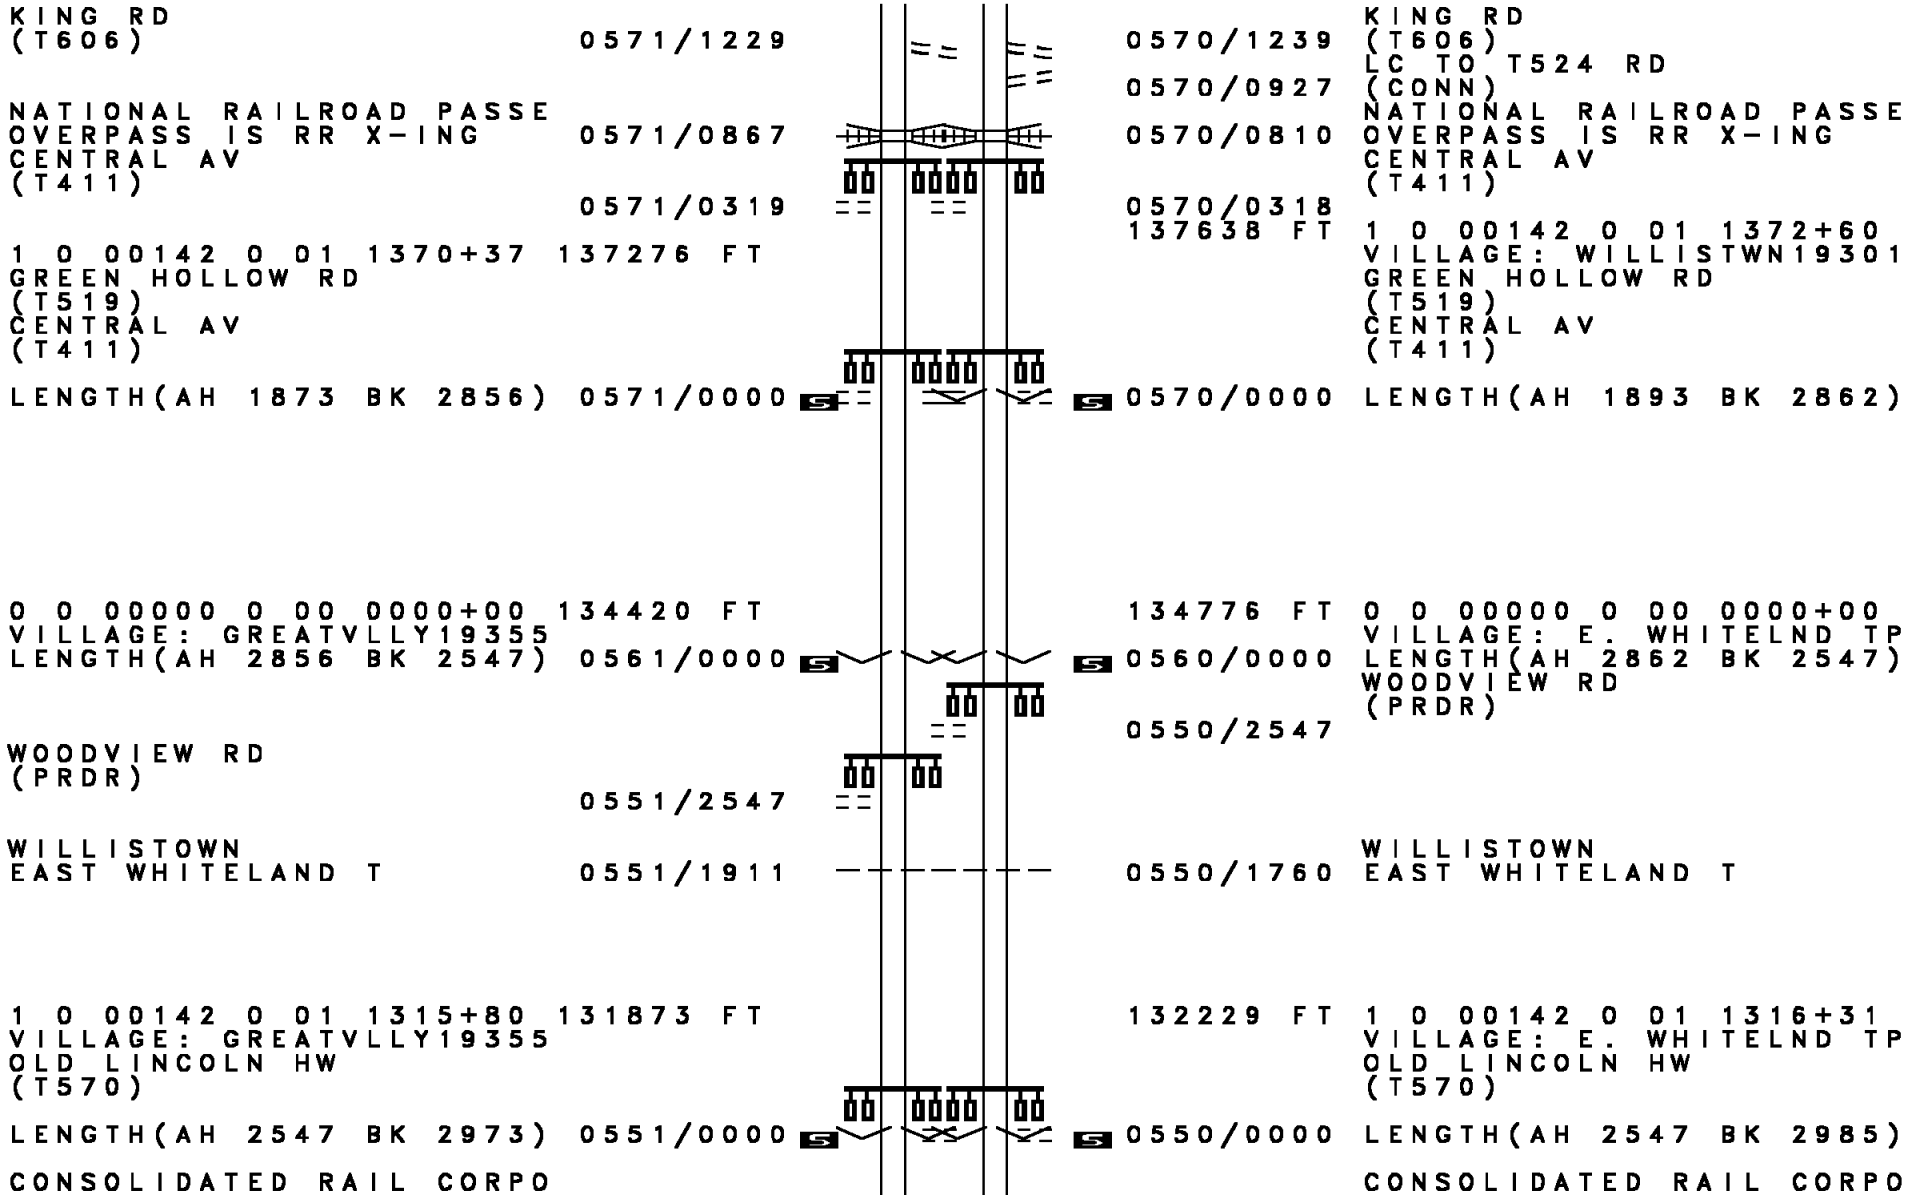 KING RD
(T606) 0571/1229
NATIONAL RAILROAD PASSE
OVERPASS IS RR X-ING 0571/0867
CENTRAL AV
(T411)
0571/0319
1 0 00142 0 01 1370+37 137276 FT
GREEN HOLLOW RD
(T519)
CENTRAL AV
(T411)
LENGTH(AH 1873 BK 2856) 0571/0000 S
0 0 00000 0 00 0000+00 134420 FT
VILLAGE: GREATVLLY19355
LENGTH(AH 2856 BK 2547) 0561/0000 S
WOODVIEW RD
(PRDR)
0551/2547
WILLISTOWN
EAST WHITELAND T 0551/1911
1 0 00142 0 01 1315+80 131873 FT
VILLAGE: GREATVLLY19355
OLD LINCOLN HW
(T570)
LENGTH(AH 2547 BK 2973) 0551/0000 S
CONSOLIDATED RAIL CORPO
KING RD
0570/1239 (T606)
LC TO T524 RD
0570/0927 (CONN)
NATIONAL RAILROAD PASSE
0570/0810 OVERPASS IS RR X-ING
CENTRAL AV
(T411)
0570/0318
137638 FT 1 0 00142 0 01 1372+60
VILLAGE: WILLISTWN19301
GREEN HOLLOW RD
(T519)
CENTRAL AV
(T411)
S 0570/0000 LENGTH(AH 1893 BK 2862)
134776 FT 0 0 00000 0 00 0000+00
VILLAGE: E. WHITELND TP
S 0560/0000 LENGTH(AH 2862 BK 2547)
WOODVIEW RD
(PRDR)
0550/2547
WILLISTOWN
0550/1760 EAST WHITELAND T
132229 FT 1 0 00142 0 01 1316+31
VILLAGE: E. WHITELND TP
OLD LINCOLN HW
(T570)
S 0550/0000 LENGTH(AH 2547 BK 2985)
CONSOLIDATED RAIL CORPO